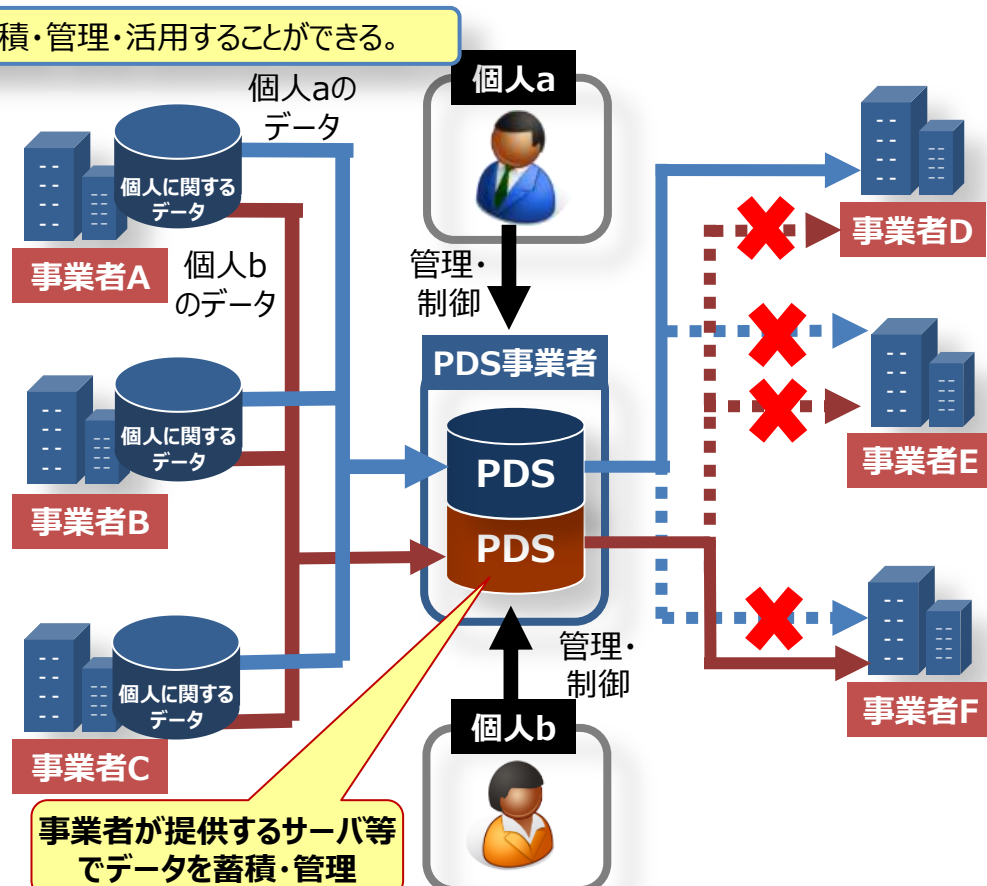 積・管理・活用することができる。
個人aの
データ
個人a
個人に関する
データ
事業者A
個人b
のデータ
管理・
制御
事業者D
PDS事業者
個人に関する
データ
事業者B
PDS
PDS
事業者E
管理・
制御
個人に関する
データ
事業者C
個人b
事業者F
事業者が提供するサーバ等
でデータを蓄積・管理